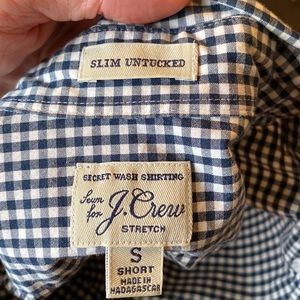 SLIM UNTUCKED
SECRET WASH SHIRTING
Sewn for J.Crew
STRETCH
S
SHORT
MADE IN
MADAGASCAR